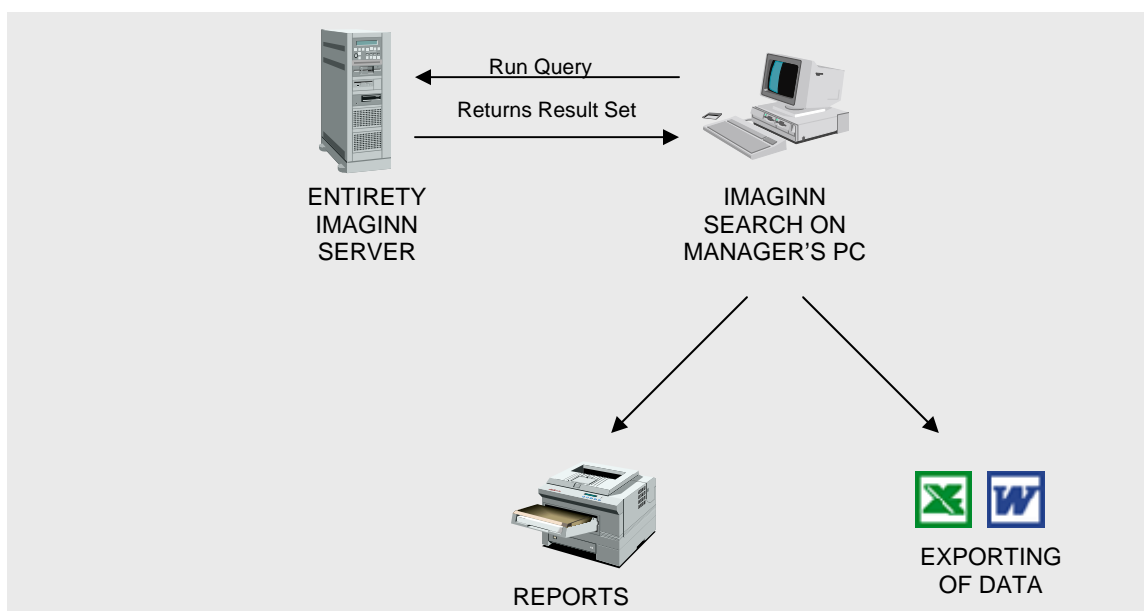 Run Query
Returns Result Set
ENTIRETY
IMAGINN
SERVER
IMAGINN
SEARCH ON
MANAGER'S PC
REPORTS
EXPORTING
OF DATA